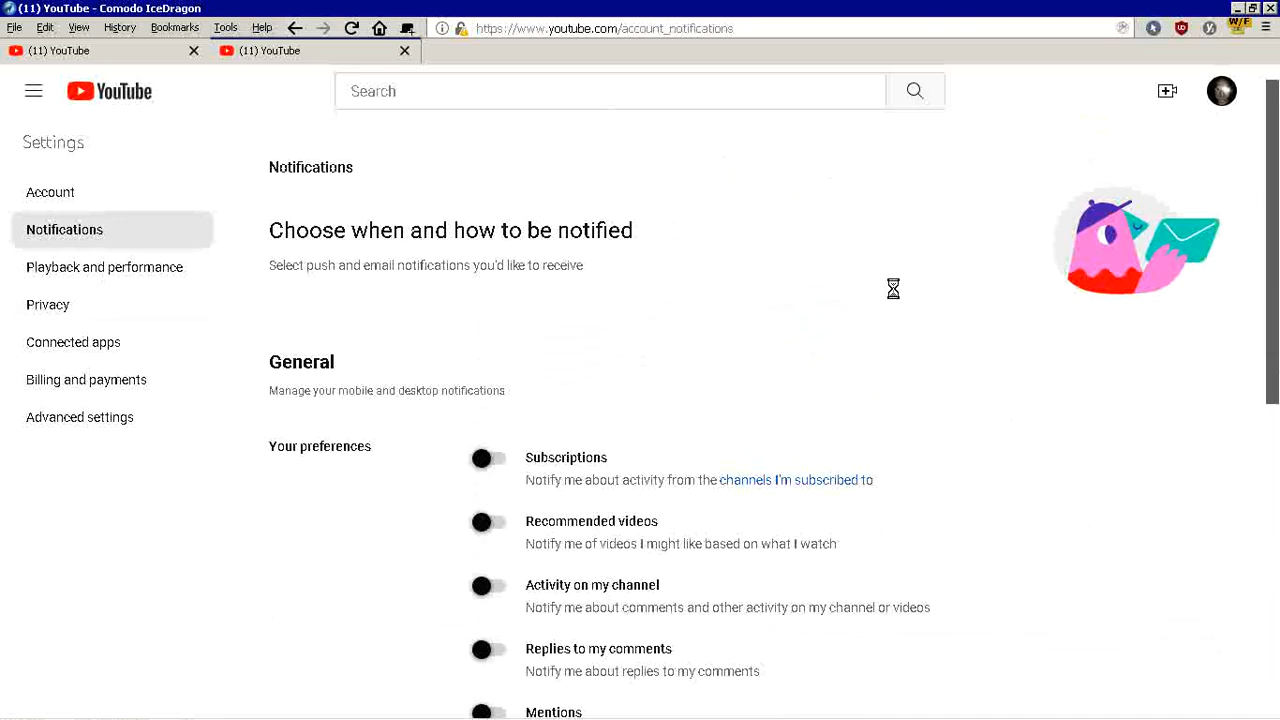 (11) YouTube - Comodo IceDragon
File Edit View History Bookmarks Tools Help
https://www.youtube.com/account_notifications
W/F
(11) YouTube
(11) YouTube
YouTube
Search
Settings
Account
Notifications
Playback and performance
Privacy
Connected apps
Billing and payments
Advanced settings
Notifications
Choose when and how to be notified
Select push and email notifications you'd like to receive
General
Manage your mobile and desktop notifications
Your preferences
Subscriptions
Notify me about activity from the channels I'm subscribed to
Recommended videos
Notify me of videos I might like based on what I watch
Activity on my channel
Notify me about comments and other activity on my channel or videos
Replies to my comments
Notify me about replies to my comments
Mentions